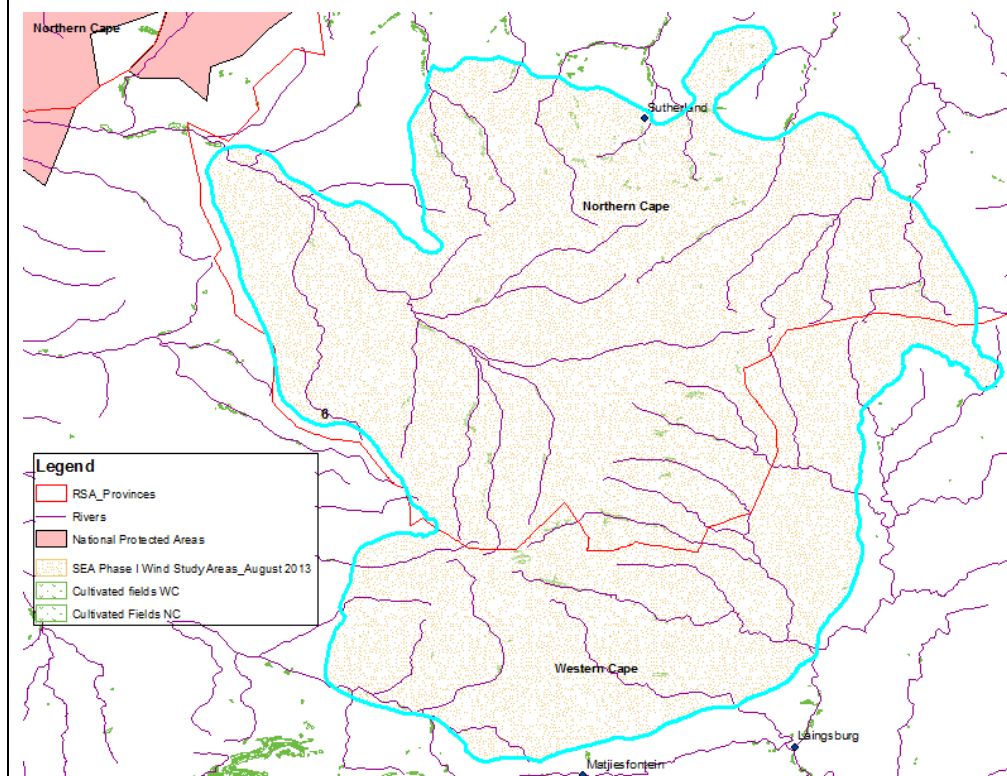 Northern Cape
Sutherland
Northern Cape
6
Legend
RSA_Provinces
Rivers
National Protected Areas
SEA Phase I Wind Study Areas_August 2013
Cultivated fields WC
Cultivated Fields NC
Western Cape
Laingsburg
Matjiesfontein